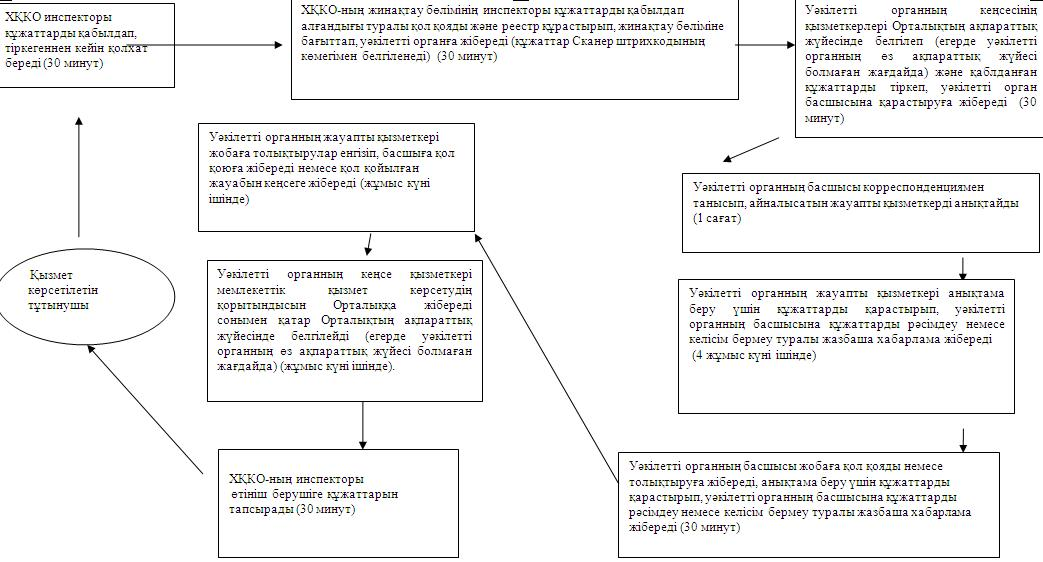 ХҚКО инспекторы
құжаттарды қабылдап,
тіркегеннен кейін қолхат
береді (30 минут)
ХҚКО-ның жинақтау бөлімінің инспекторы құжаттарды қабылдап
алғандығы туралы қол қояды және реестр құрастырып, жинақтау бөліміне
бағыттап, уәкілетті органға жібереді (құжаттар Сканер штрихкодының
көмегімен белгіленеді) (30 минут)
Уәкілетті органның кеңсесінің
қызметкерлері Орталықтың ақпараттық
жүйесінде белгілеп (егерде уәкілетті
органның өз ақпараттық жүйесі
болмаған жағдайда) және қаблданған
құжаттарды тіркеп, уәкілетті орган
басшысына қарастыруға жібереді (30
минут)
Уәкілетті органның басшысы корреспонденциямен
танысып, айналысатын жауапты қызметкерді анықтайды
(1 сағат)
Уәкілетті органның жауапты қызметкері анықтама
беру үшін құжаттарды қарастырып, уәкілетті
органның басшысына құжаттарды рәсімдеу немесе
келісім бермеу туралы жазбаша хабарлама жібереді
(4 жұмыс күні ішінде)
Уәкілетті органның басшысы жобаға қол қояды немесе
толықтыруға жібереді, анықтама беру үшін құжаттарды
қарастырып, уәкілетті органның басшысына құжаттарды
рәсімдеу немесе келісім бермеу туралы жазбаша хабарлама
жібереді (30 минут)
Уәкілетті органның жауапты қызметкері
жобаға толықтырулар енгізіп, басшыға қол
қоюға жібереді немесе қол қойылған
жауабын кеңсеге жібереді (жұмыс күні
ішінде)
Уәкілетті органның кеңсе қызметкері
мемлекеттік қызмет көрсетудің
қорытындысын Орталыққа жібереді
сонымен қатар Орталықтың ақпараттық
жүйесінде белгілейді (егерде уәкілетті
органның өз ақпараттық жүйесі болмаған
жағдайда) (жұмыс күні ішінде).
ХҚКО-ның инспекторы
өтініш берушіге құжаттарын
тапсырады (30 минут)
Қызмет
көрсетілетін
тұтынушы